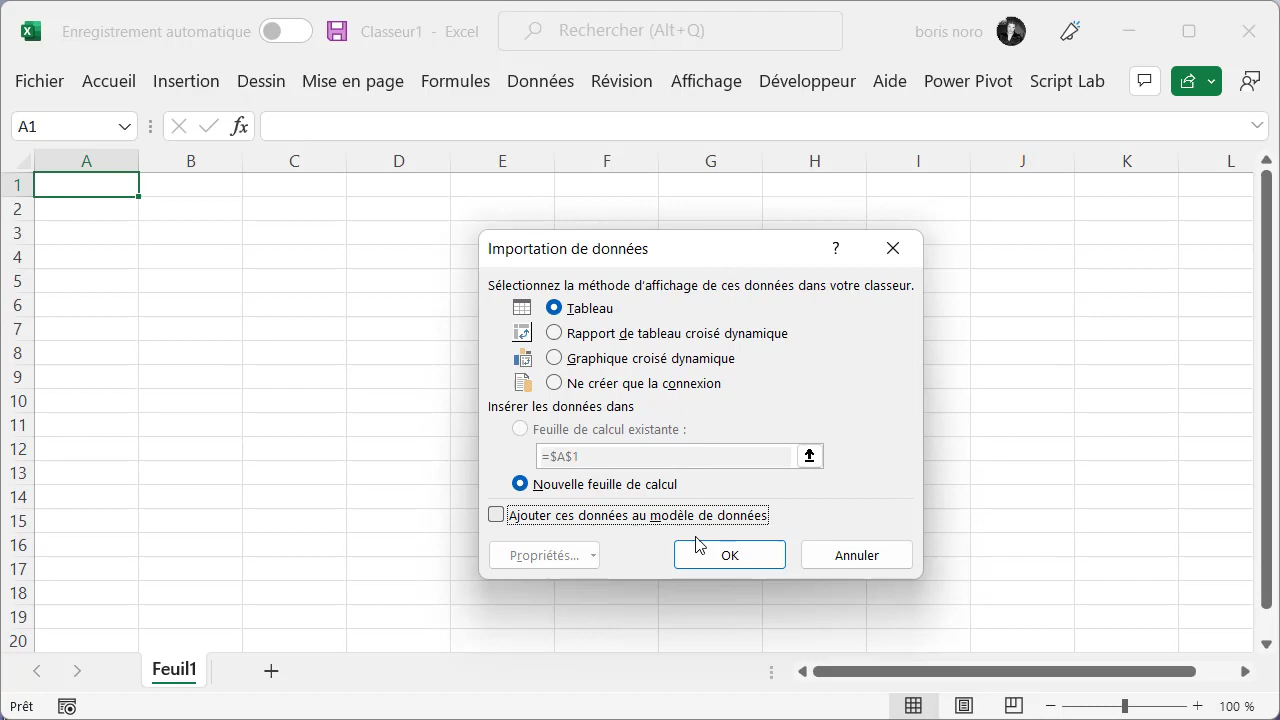 Enregistrement automatique Classeur1 - Excel Rechercher (Alt+Q) boris noro
Fichier Accueil Insertion Dessin Mise en page Formules Données Révision Affichage Développeur Aide Power Pivot Script Lab
A1 fx
A B C D E F G H I J K L
1
2
3
4
5
6
7
8
9
10
11
12
13
14
15
16
17
18
19
20
Importation de données ?
Sélectionnez la méthode d'affichage de ces données dans votre classeur.
Tableau
Rapport de tableau croisé dynamique
Graphique croisé dynamique
Ne créer que la connexion
Insérer les données dans
Feuille de calcul existante :
=$A$1
Nouvelle feuille de calcul
Ajouter ces données au modèle de données
Propriétés... OK Annuler
Feuil1
Prêt 100 %